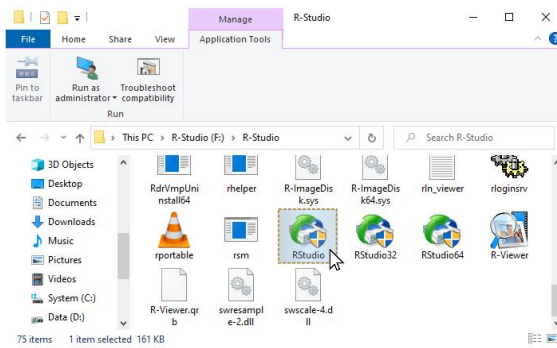 Manage
R-Studio
File
Home
Share
View
Application Tools
Pin to taskbar
Run as administrator
Troubleshoot compatibility
Run
This PC > R-Studio (F:) > R-Studio
Search R-Studio
3D Objects
Desktop
Documents
Downloads
Music
Pictures
Videos
System (C:)
Data (D:)
RdrVmpUni
nstall64
rhelper
R-ImageDis
k.sys
R-ImageDis
k64.sys
rln_viewer
rloginsrv
rportable
rsm
RStudio
RStudio32
RStudio64
R-Viewer
R-Viewer.qr
b
swresampl
e-2.dll
swscale-4.d
ll
75 items
1 item selected 161 KB